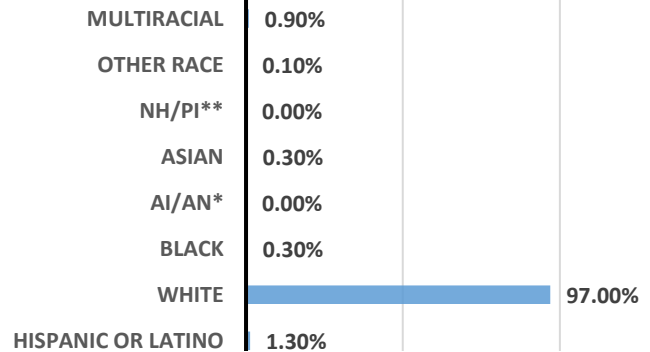 MULTIRACIAL 0.90%
OTHER RACE 0.10%
NH/PI** 0.00%
ASIAN 0.30%
AI/AN* 0.00%
BLACK 0.30%
WHITE 97.00%
HISPANIC OR LATINO 1.30%